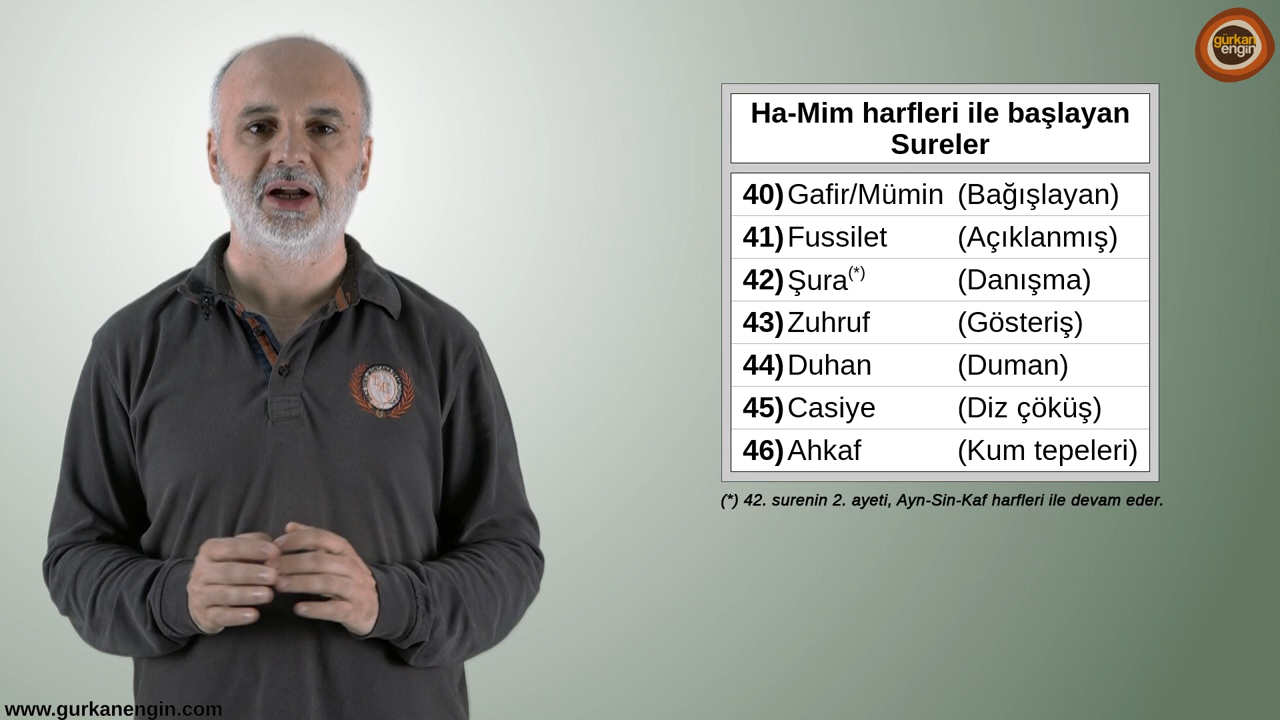 gürkan
engin
Ha-Mim harfleri ile başlayan
Sureler
40) Gafir/Mümin (Bağışlayan)
41) Fussilet (Açıklanmış)
42) Şura(*) (Danışma)
43) Zuhruf (Gösteriş)
44) Duhan (Duman)
45) Casiye (Diz çöküş)
46) Ahkaf (Kum tepeleri)
(*) 42. surenin 2. ayeti, Ayn-Sin-Kaf harfleri ile devam eder.
www.gurkanengin.com